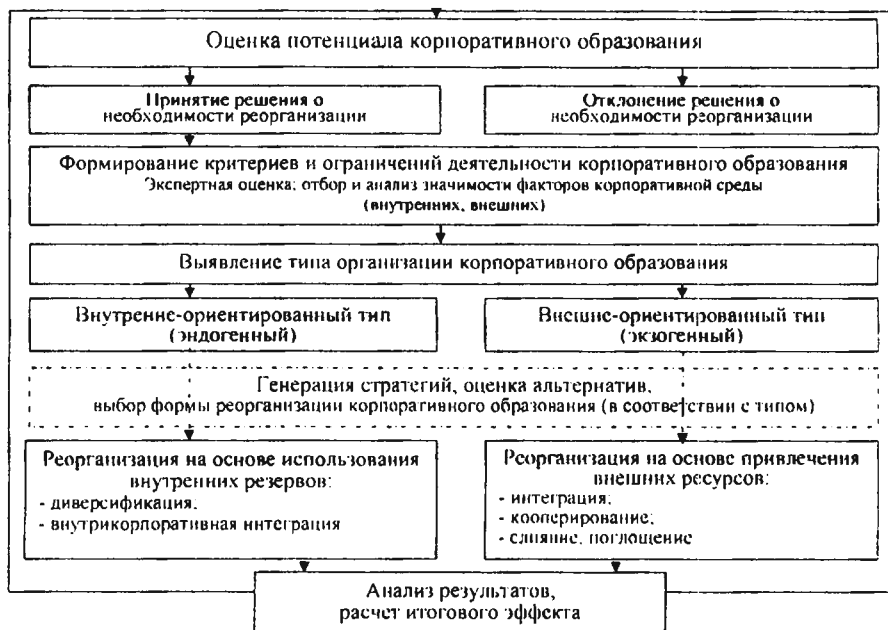 Оценка потенциала корпоративного образования
Принятие решения о
необходимости реорганизации
Отклонение решения о
необходимости реорганизации
Формирование критериев и ограничений деятельности корпоративного образования
Экспертная оценка; отбор и анализ значимости факторов корпоративной среды
(внутренних, внешних)
Выявление типа организации корпоративного образования
Внутренне-ориентированный тип
(эндогенный)
Внешне-ориентированный тип
(экзогенный)
Генерация стратегий, оценка альтернатив,
выбор формы реорганизации корпоративного образования (в соответствии с типом)
Реорганизация на основе использования
внутренних резервов:
- диверсификация;
- внутрикорпоративная интеграция
Реорганизация на основе привлечения
внешних ресурсов:
- интеграция;
- кооперирование;
- слияние, поглощение
Анализ результатов,
расчет итогового эффекта